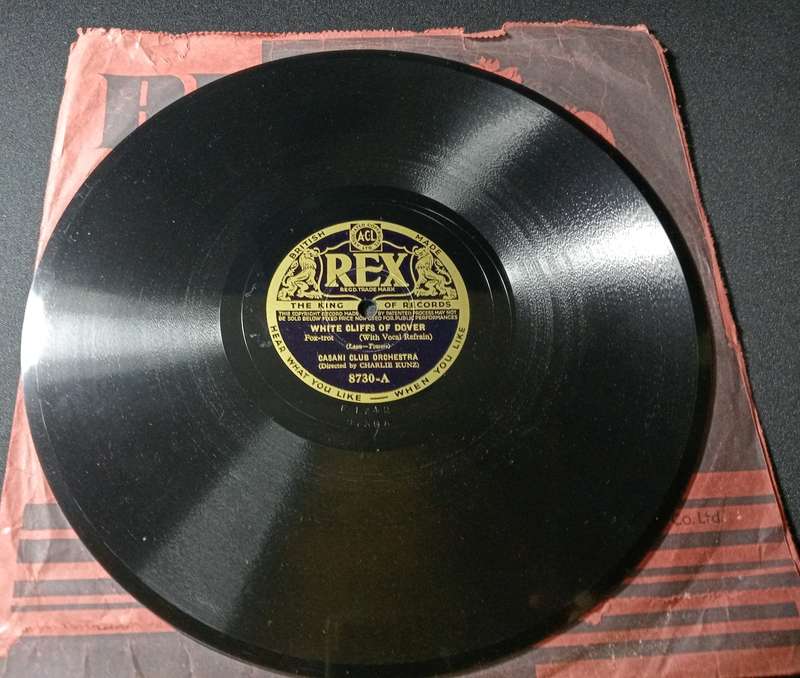 BRITISH MADE
ACL
REX
REGD. TRADE MARK
THE KING OF RECORDS
THIS COPYRIGHT RECORD MADE BY PATENTED PROCESS MAY NOT
BE SOLD BELOW FIXED PRICE NOR USED FOR PUBLIC PERFORMANCES
WHITE CLIFFS OF DOVER
Fox-trot (With Vocal Refrain)
CASANI CLUB ORCHESTRA
(Directed by CHARLIE KUNZ)
8730-A
HEAR WHAT YOU LIKE — WHEN YOU LIKE
Co. Ltd.